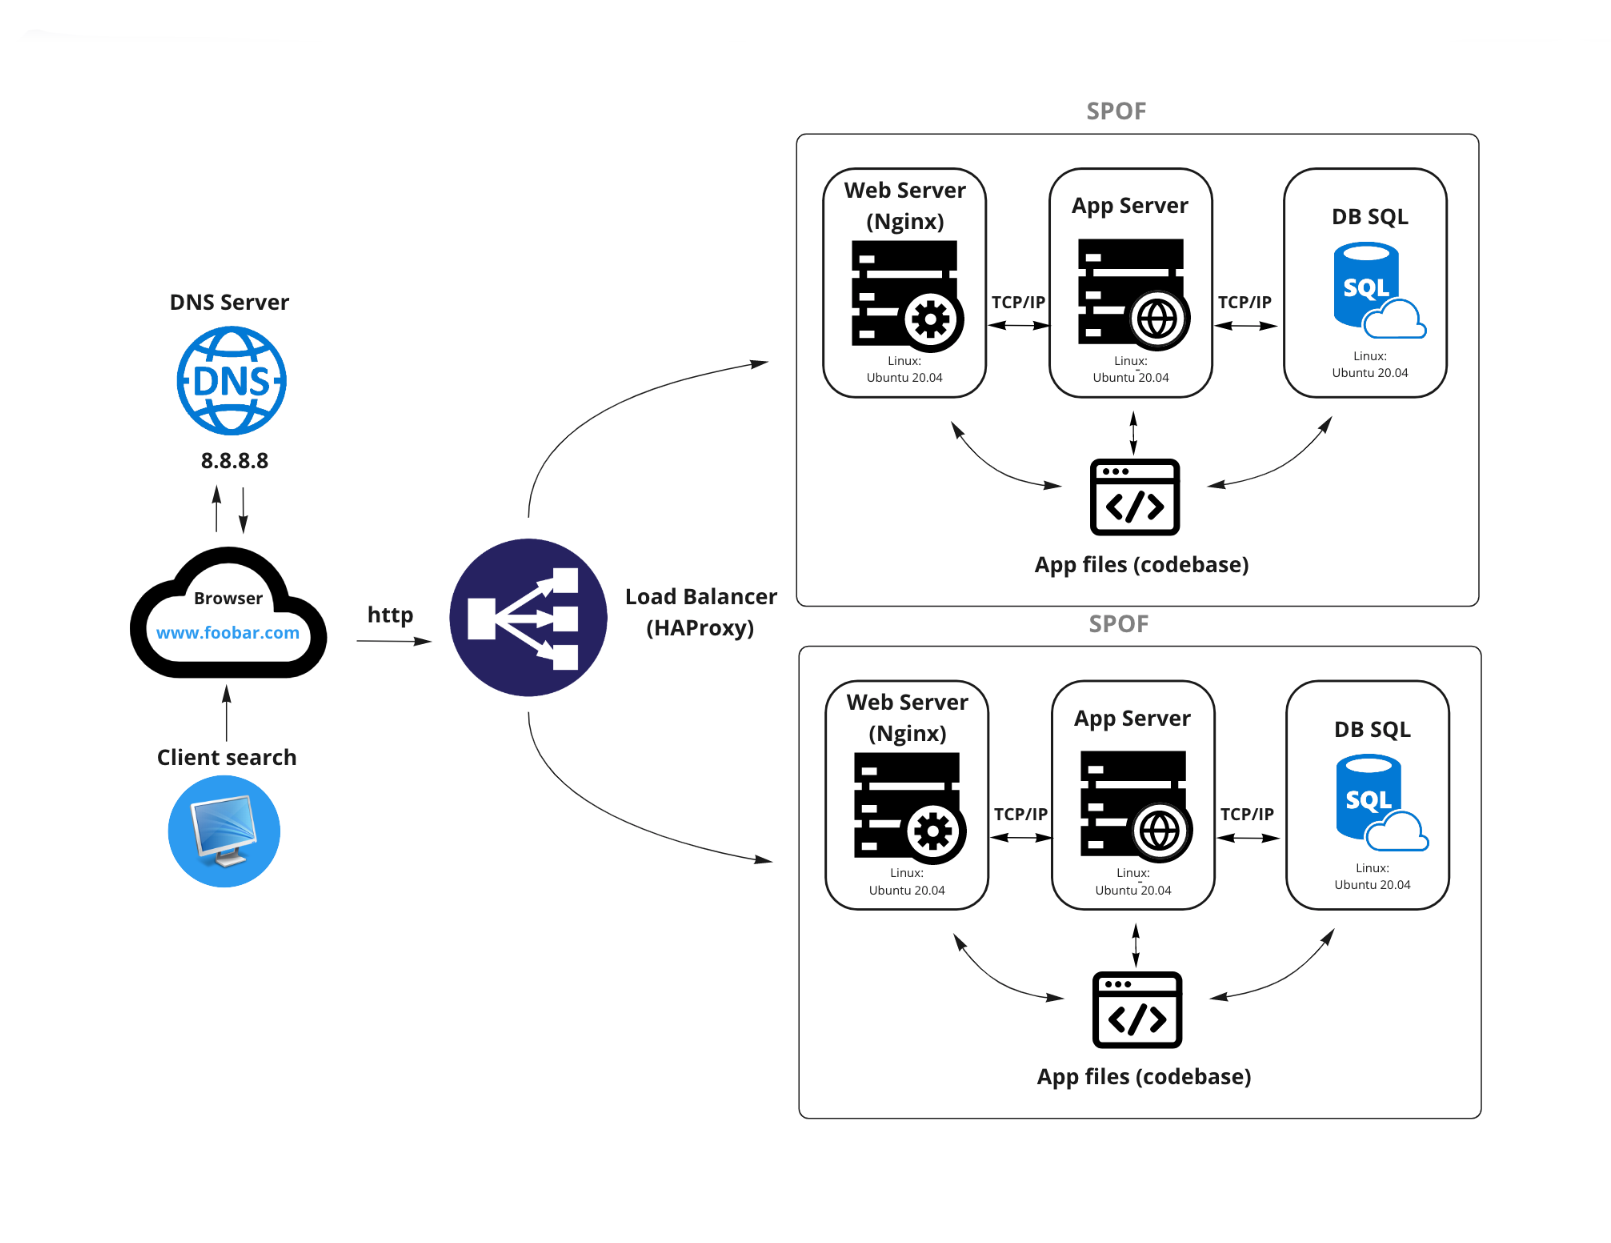 SPOF
Web Server
(Nginx)
App Server
DB SQL
SQL
TCP/IP
TCP/IP
Linux:
Ubuntu 20.04
Linux:
Ubuntu 20.04
Linux:
Ubuntu 20.04
App files (codebase)
DNS Server
DNS
8.8.8.8
Browser
www.foobar.com
http
Client search
Load Balancer
(HAProxy)
SPOF
Web Server
(Nginx)
App Server
DB SQL
SQL
TCP/IP
TCP/IP
Linux:
Ubuntu 20.04
Linux:
Ubuntu 20.04
Linux:
Ubuntu 20.04
App files (codebase)